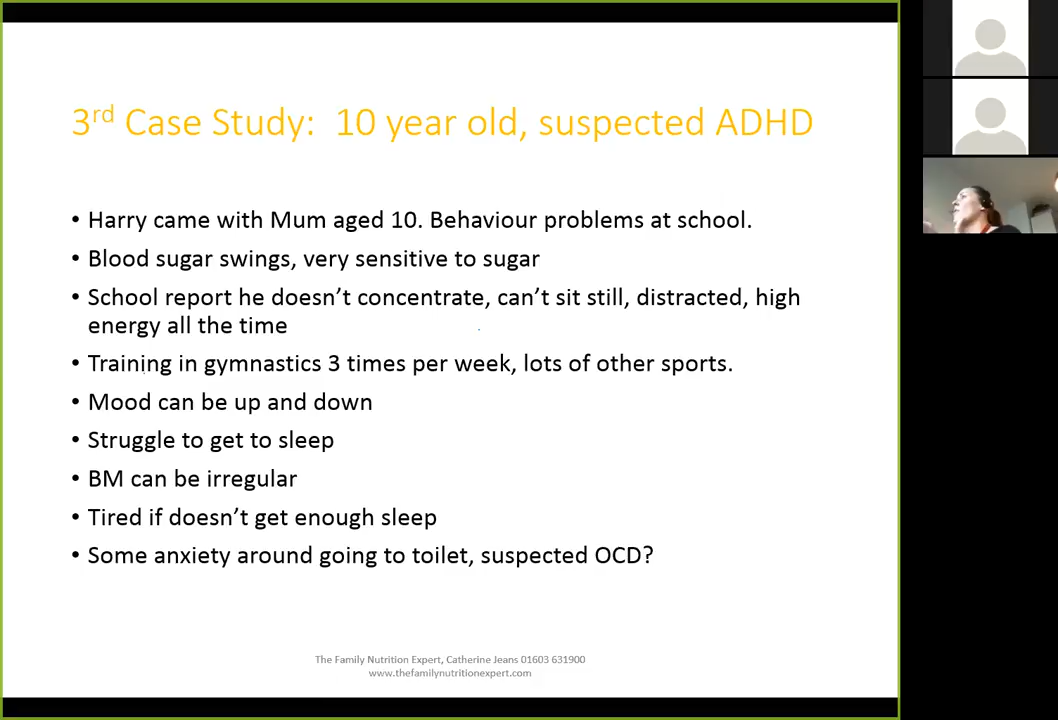 3rd Case Study: 10 year old, suspected ADHD
• Harry came with Mum aged 10. Behaviour problems at school.
• Blood sugar swings, very sensitive to sugar
• School report he doesn't concentrate, can't sit still, distracted, high
energy all the time
• Training in gymnastics 3 times per week, lots of other sports.
• Mood can be up and down
• Struggle to get to sleep
• BM can be irregular
• Tired if doesn't get enough sleep
• Some anxiety around going to toilet, suspected OCD?
The Family Nutrition Expert, Catherine Jeans 01603 631900
www.thefamilynutritionexpert.com